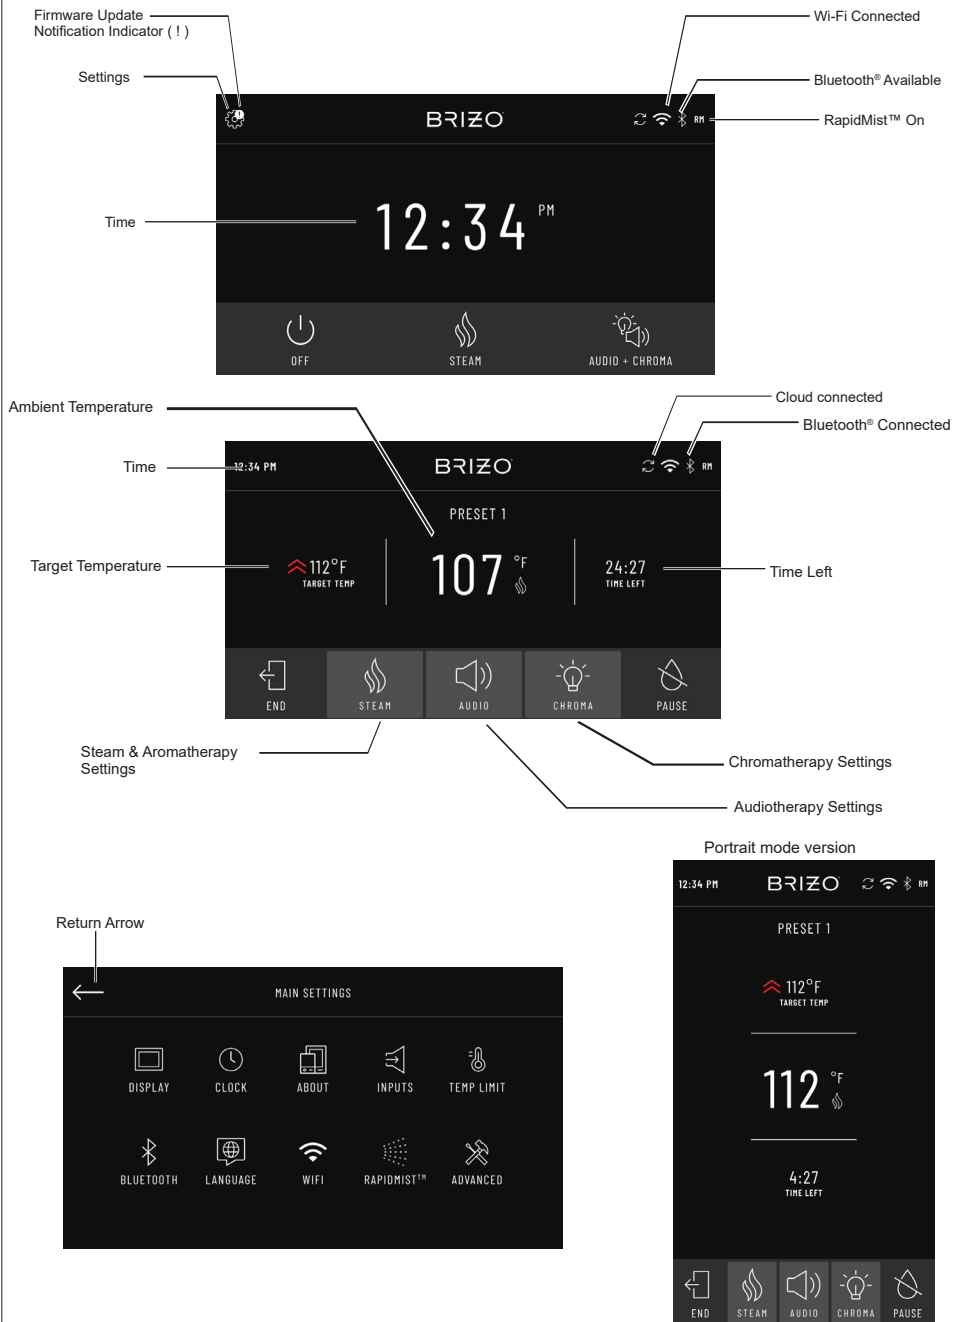 Firmware Update
Notification Indicator ( ! )
Wi-Fi Connected
Settings
Bluetooth® Available
BRIZO
RM
RapidMist™ On
Time
12:34 PM
OFF
STEAM
AUDIO + CHROMA
Ambient Temperature
Cloud connected
Bluetooth® Connected
Time
12:34 PM
BRIZO
RM
PRESET 1
Target Temperature
112°F
TARGET TEMP
107 °F
24:27
TIME LEFT
Time Left
END
STEAM
AUDIO
CHROMA
PAUSE
Steam & Aromatherapy
Settings
Chromatherapy Settings
Audiotherapy Settings
Portrait mode version
12:34 PM
BRIZO
RM
PRESET 1
112°F
TARGET TEMP
112 °F
4:27
TIME LEFT
END
STEAM
AUDIO
CHROMA
PAUSE
Return Arrow
MAIN SETTINGS
DISPLAY
CLOCK
ABOUT
INPUTS
TEMP LIMIT
BLUETOOTH
LANGUAGE
WIFI
RAPIDMIST™
ADVANCED